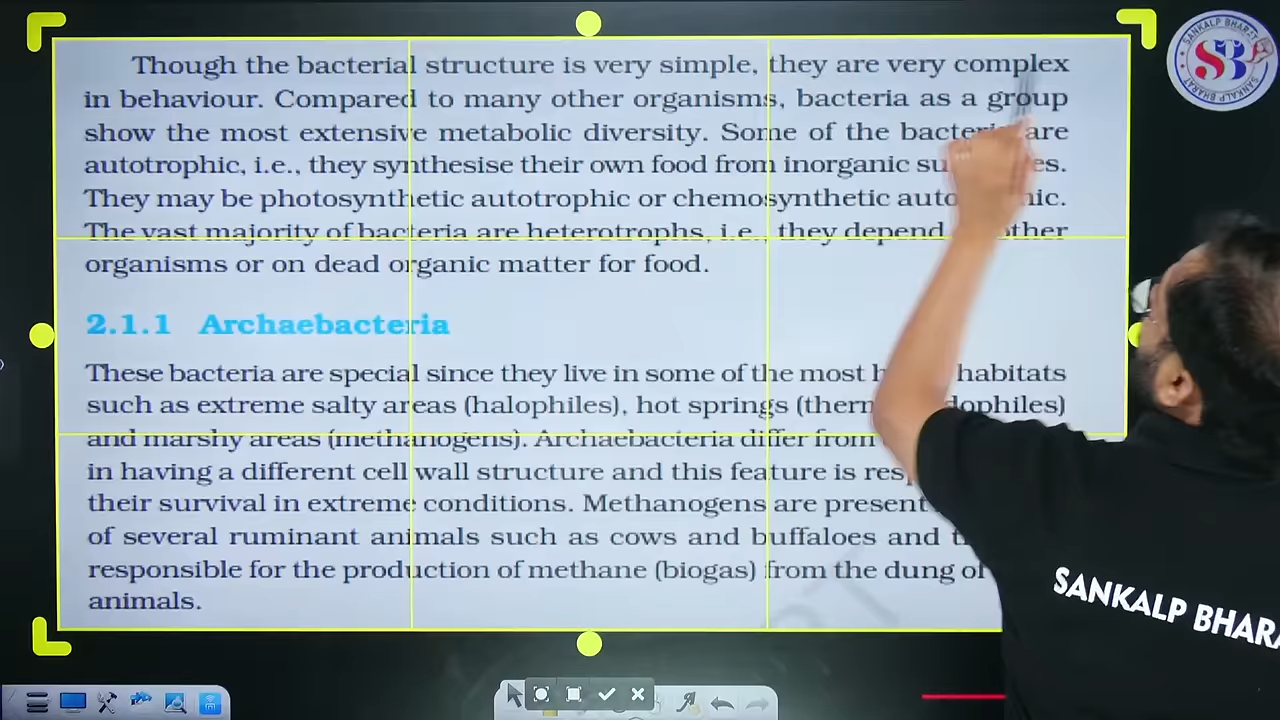 Though the bacterial structure is very simple, they are very complex
in behaviour. Compared to many other organisms, bacteria as a group
show the most extensive metabolic diversity. Some of the bacteria are
autotrophic, i.e., they synthesise their own food from inorganic
They may be photosynthetic autotrophic or chemosynthetic
The vast majority of bacteria are heterotrophs, i.e., they depend other
organisms or on dead organic matter for food.
2.1.1 Archaebacteria
These bacteria are special since they live in some of the most habitats
such as extreme salty areas (halophiles), hot springs
and marshy areas (methanogens). Archaebacteria differ from
in having a different cell wall structure and this feature is
their survival in extreme conditions. Methanogens are present
of several ruminant animals such as cows and buffaloes and
responsible for the production of methane (biogas) from the dung of
animals.
SANKALP BHARAT
SB
SANKALP BHARAT
SANKALP BHARA